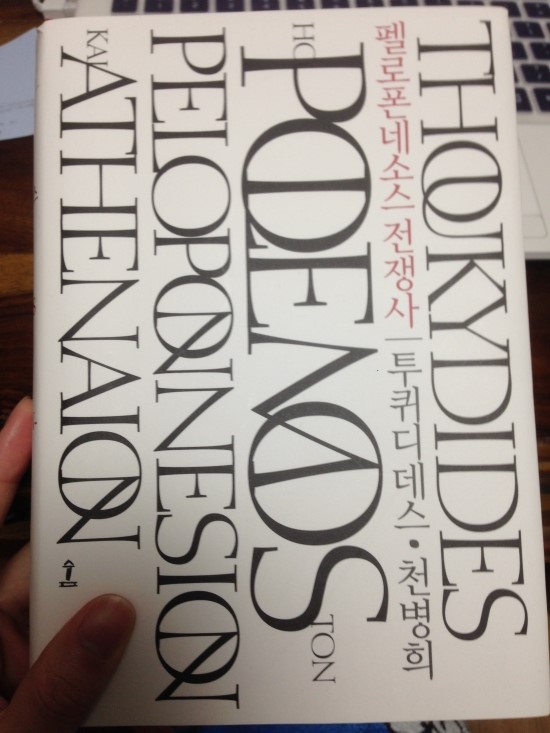 THUKYDIDES
펠로폰네소스 전쟁사 | 투퀴디데스 · 천병희
HO POLEMOS TON
PELOPONNESION
KAI ATHENAION